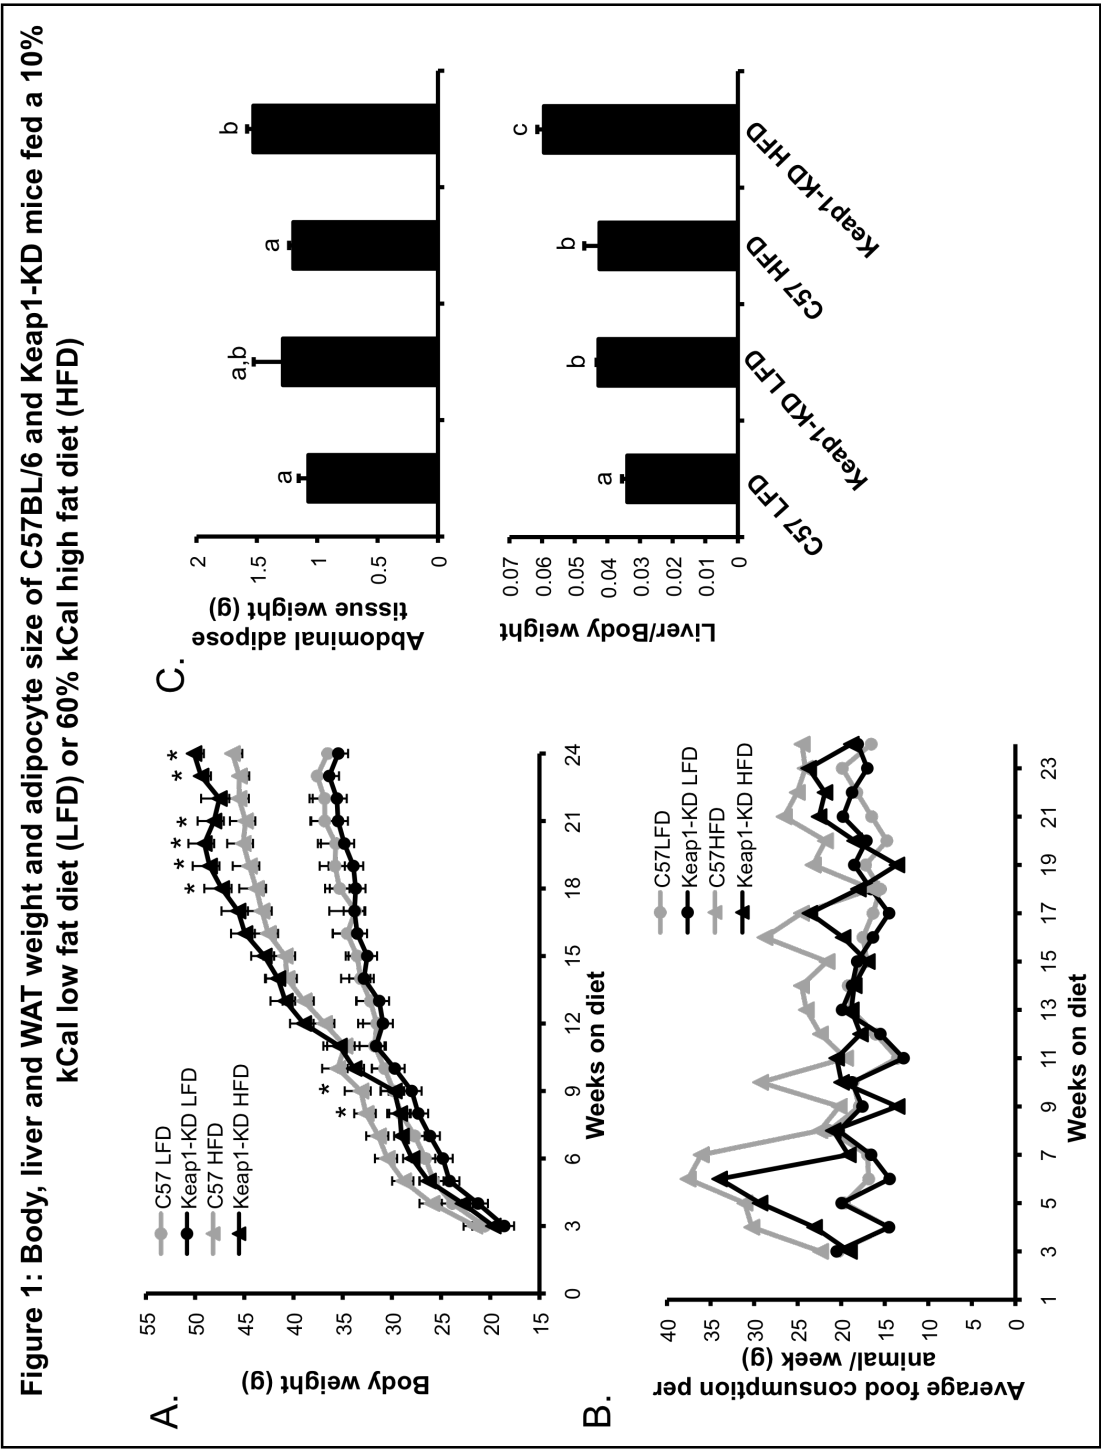 Figure 1: Body, liver and WAT weight and adipocyte size of C57BL/6 and Keap1-KD mice fed a 10%
kCal low fat diet (LFD) or 60% kCal high fat diet (HFD)
A.
Body weight (g)
55
50
45
40
35
30
25
20
15
0
3
6
9
12
15
18
21
24
Weeks on diet
C57 LFD
Keap1-KD LFD
C57 HFD
Keap1-KD HFD
*
*
*
*
*
*
*
*
B.
Average food consumption per
animal/ week (g)
40
35
30
25
20
15
10
5
0
1
3
5
7
9
11
13
15
17
19
21
23
Weeks on diet
C57LFD
Keap1-KD LFD
C57HFD
Keap1-KD HFD
C.
Abdominal adipose
tissue weight (g)
2
1.5
1
0.5
0
a
a,b
a
b
Liver/Body weight
0.07
0.06
0.05
0.04
0.03
0.02
0.01
0
a
b
b
c
C57 LFD
Keap1-KD LFD
C57 HFD
Keap1-KD HFD